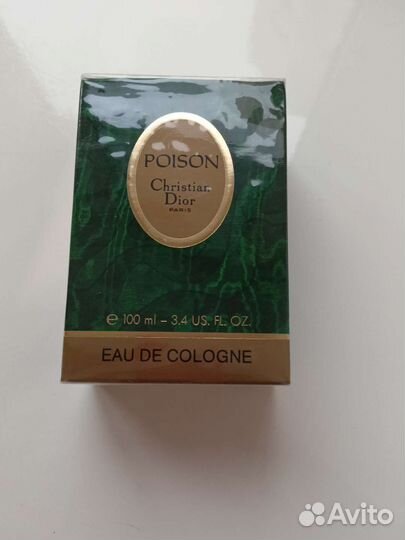 POISON
Christian
Dior
PARIS
℮ 100 ml – 3.4 US. FL. OZ.
EAU DE COLOGNE
Avito